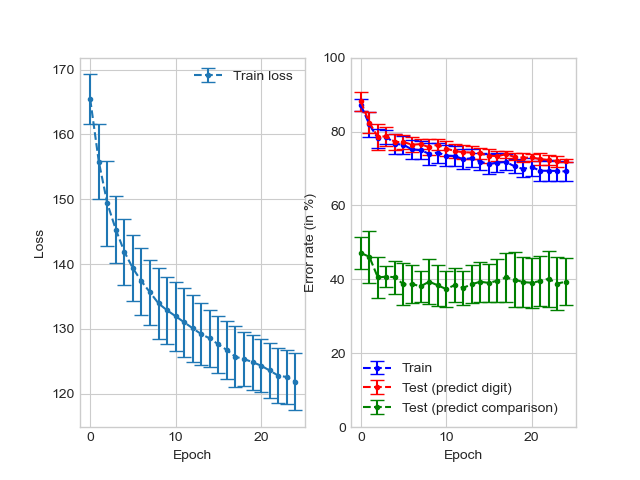 170
160
150
140
130
120
Loss
0
10
20
Epoch
Train loss
100
80
60
40
20
0
Error rate (in %)
0
10
20
Epoch
Train
Test (predict digit)
Test (predict comparison)